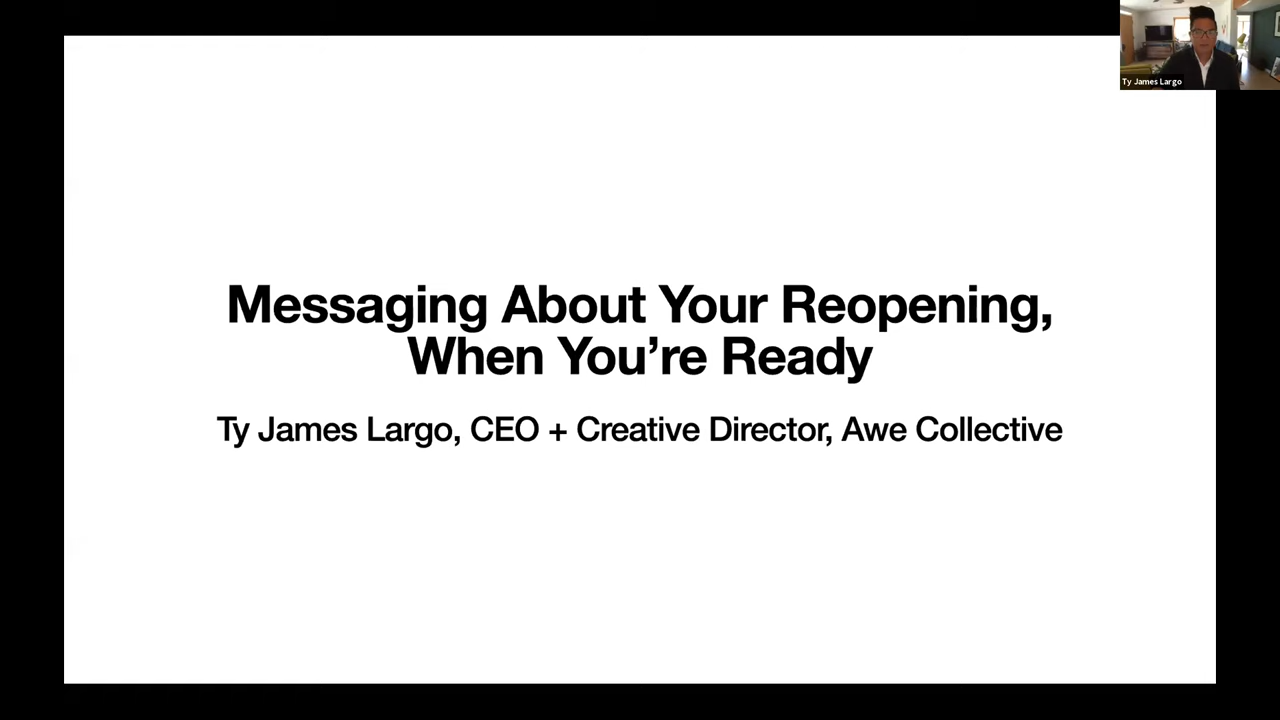 Ty James Largo
Messaging About Your Reopening,
When You’re Ready
Ty James Largo, CEO + Creative Director, Awe Collective